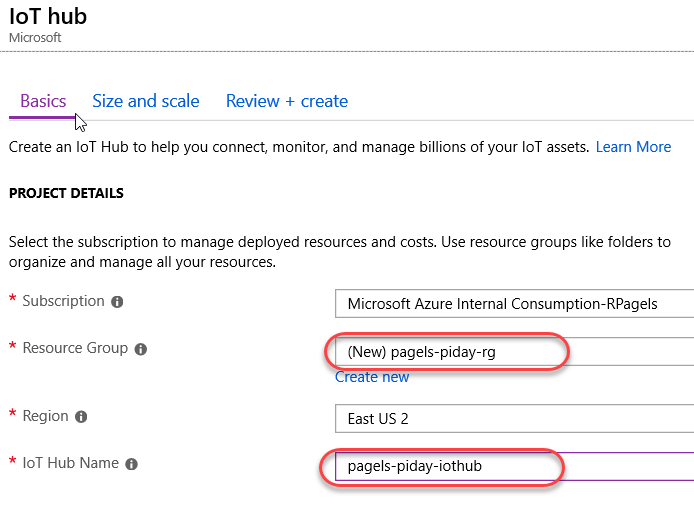 IoT hub
Microsoft
Basics Size and scale Review + create
Create an IoT Hub to help you connect, monitor, and manage billions of your IoT assets. Learn More
PROJECT DETAILS
Select the subscription to manage deployed resources and costs. Use resource groups like folders to
organize and manage all your resources.
* Subscription Microsoft Azure Internal Consumption-RPagels
* Resource Group (New) pagels-piday-rg
Create new
* Region East US 2
* IoT Hub Name pagels-piday-iothub